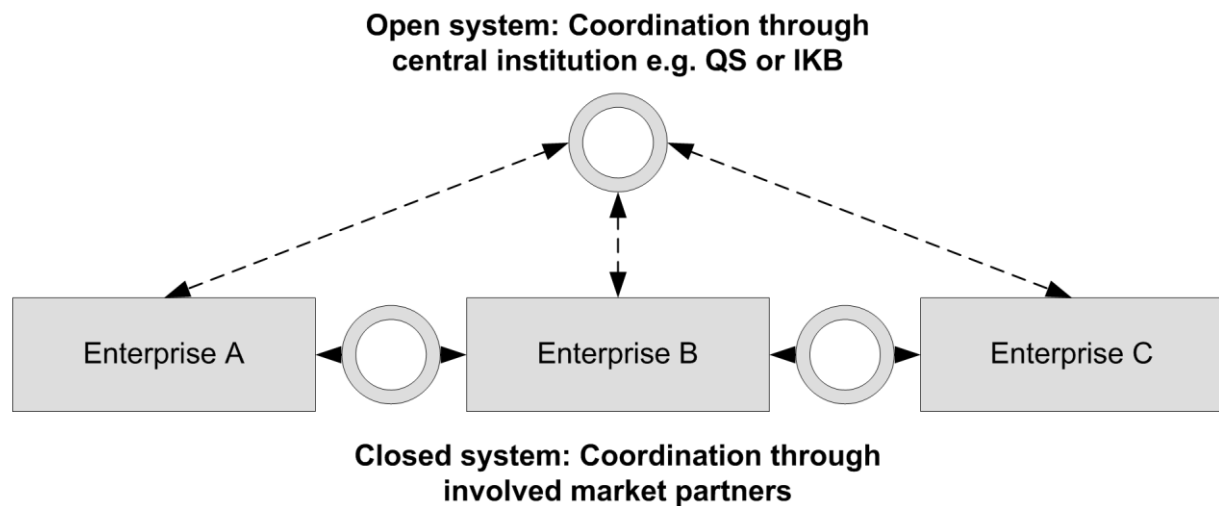 Open system: Coordination through
central institution e.g. QS or IKB
Enterprise A
Enterprise B
Enterprise C
Closed system: Coordination through
involved market partners